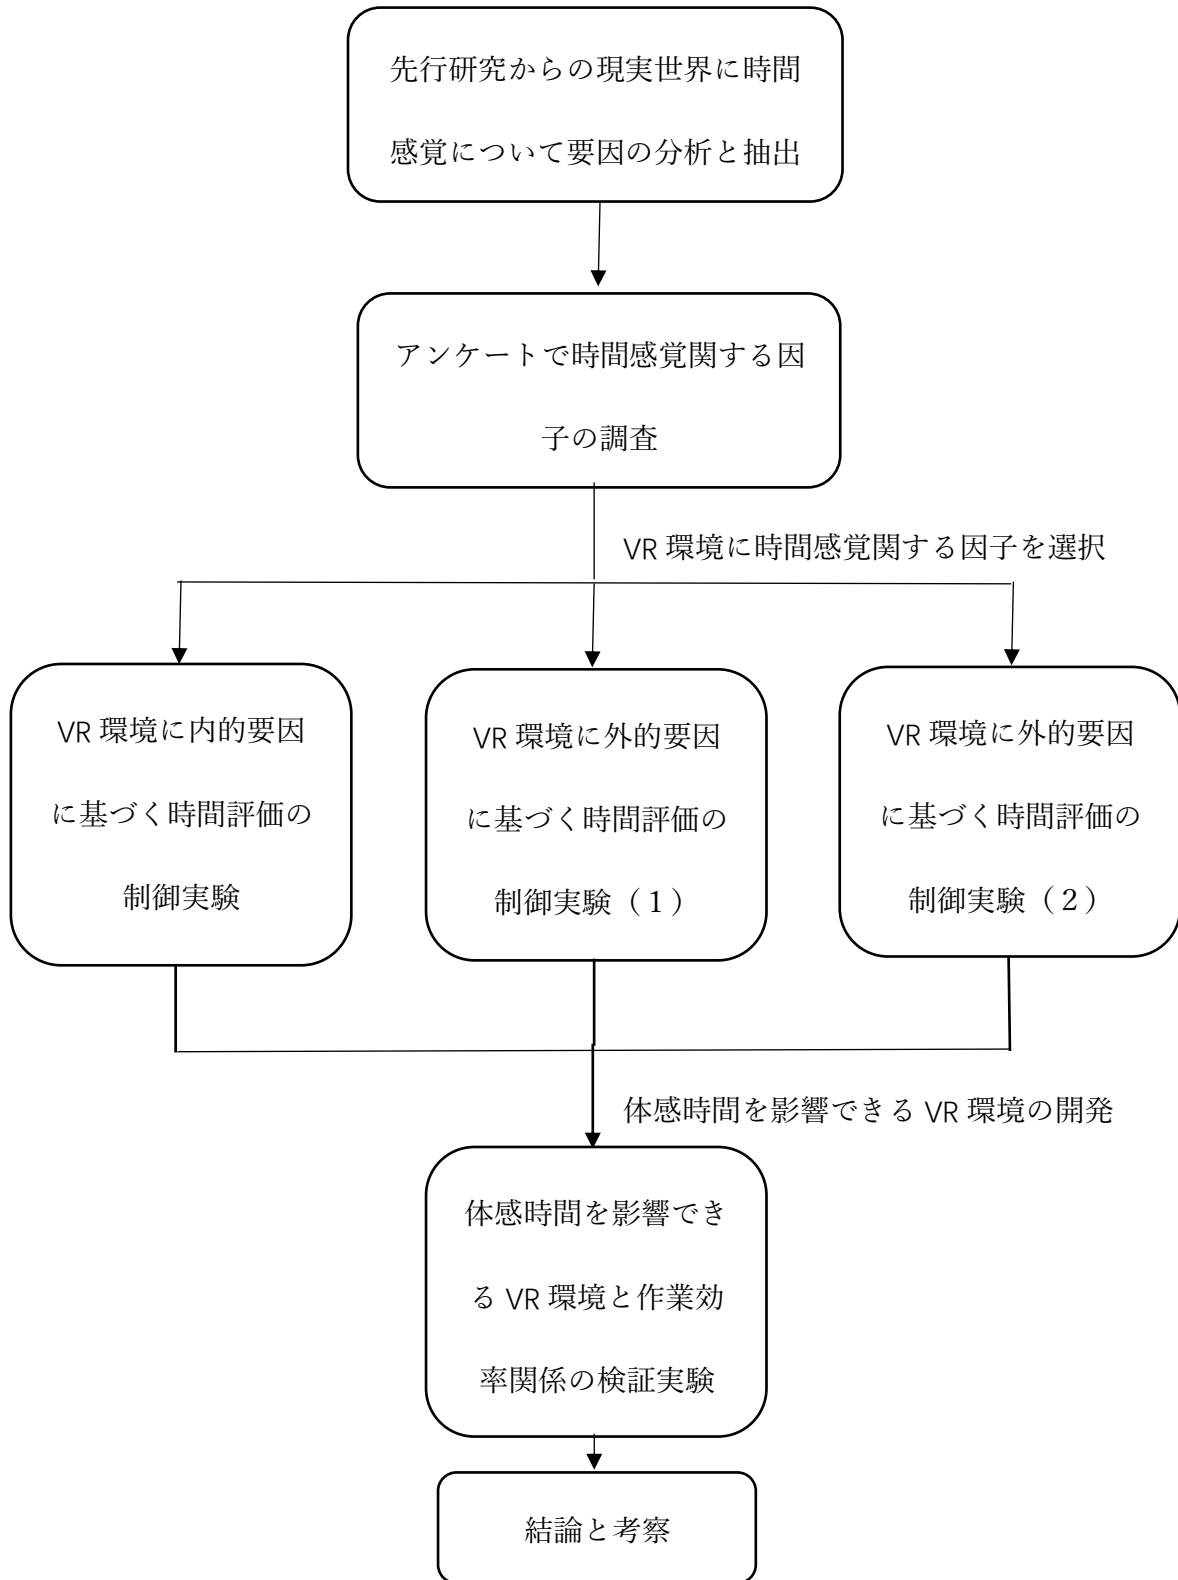 先行研究からの現実世界に時間
感覚について要因の分析と抽出
アンケートで時間感覚関する因
子の調査
VR 環境に時間感覚関する因子を選択
VR 環境に内的要因
に基づく時間評価の
制御実験
VR 環境に外的要因
に基づく時間評価の
制御実験（1）
VR 環境に外的要因
に基づく時間評価の
制御実験（2）
体感時間を影響できる VR 環境の開発
体感時間を影響でき
る VR 環境と作業効
率関係の検証実験
結論と考察